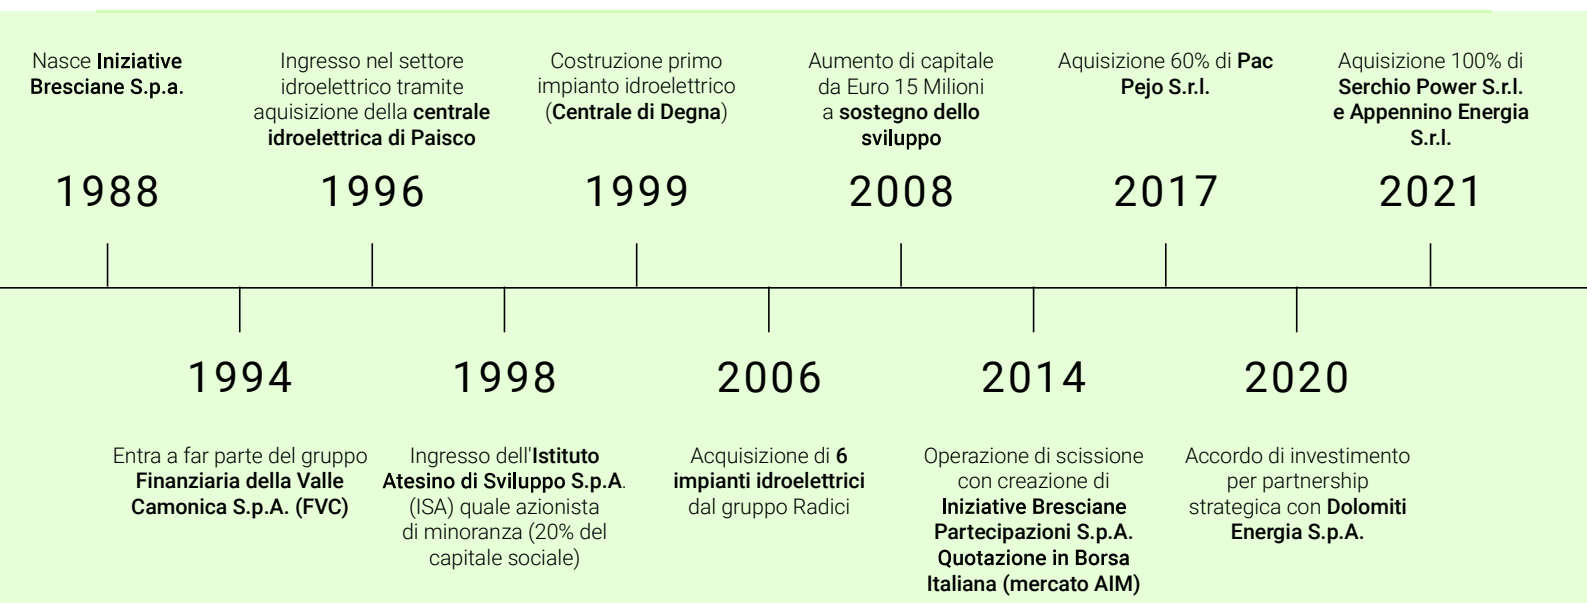 Nasce Iniziative
Bresciane S.p.a.
1988
Ingresso nel settore
idroelettrico tramite
aquisizione della centrale
idroelettrica di Paisco
1996
Costruzione primo
impianto idroelettrico
(Centrale di Degna)
1999
Aumento di capitale
da Euro 15 Milioni
a sostegno dello
sviluppo
2008
Aquisizione 60% di Pac
Pejo S.r.l.
2017
Aquisizione 100% di
Serchio Power S.r.l.
e Appennino Energia
S.r.l.
2021
1994
Entra a far parte del gruppo
Finanziaria della Valle
Camonica S.p.A. (FVC)
1998
Ingresso dell'Istituto
Atesino di Sviluppo S.p.A.
(ISA) quale azionista
di minoranza (20% del
capitale sociale)
2006
Acquisizione di 6
impianti idroelettrici
dal gruppo Radici
2014
Operazione di scissione
con creazione di
Iniziative Bresciane
Partecipazioni S.p.A.
Quotazione in Borsa
Italiana (mercato AIM)
2020
Accordo di investimento
per partnership
strategica con Dolomiti
Energia S.p.A.